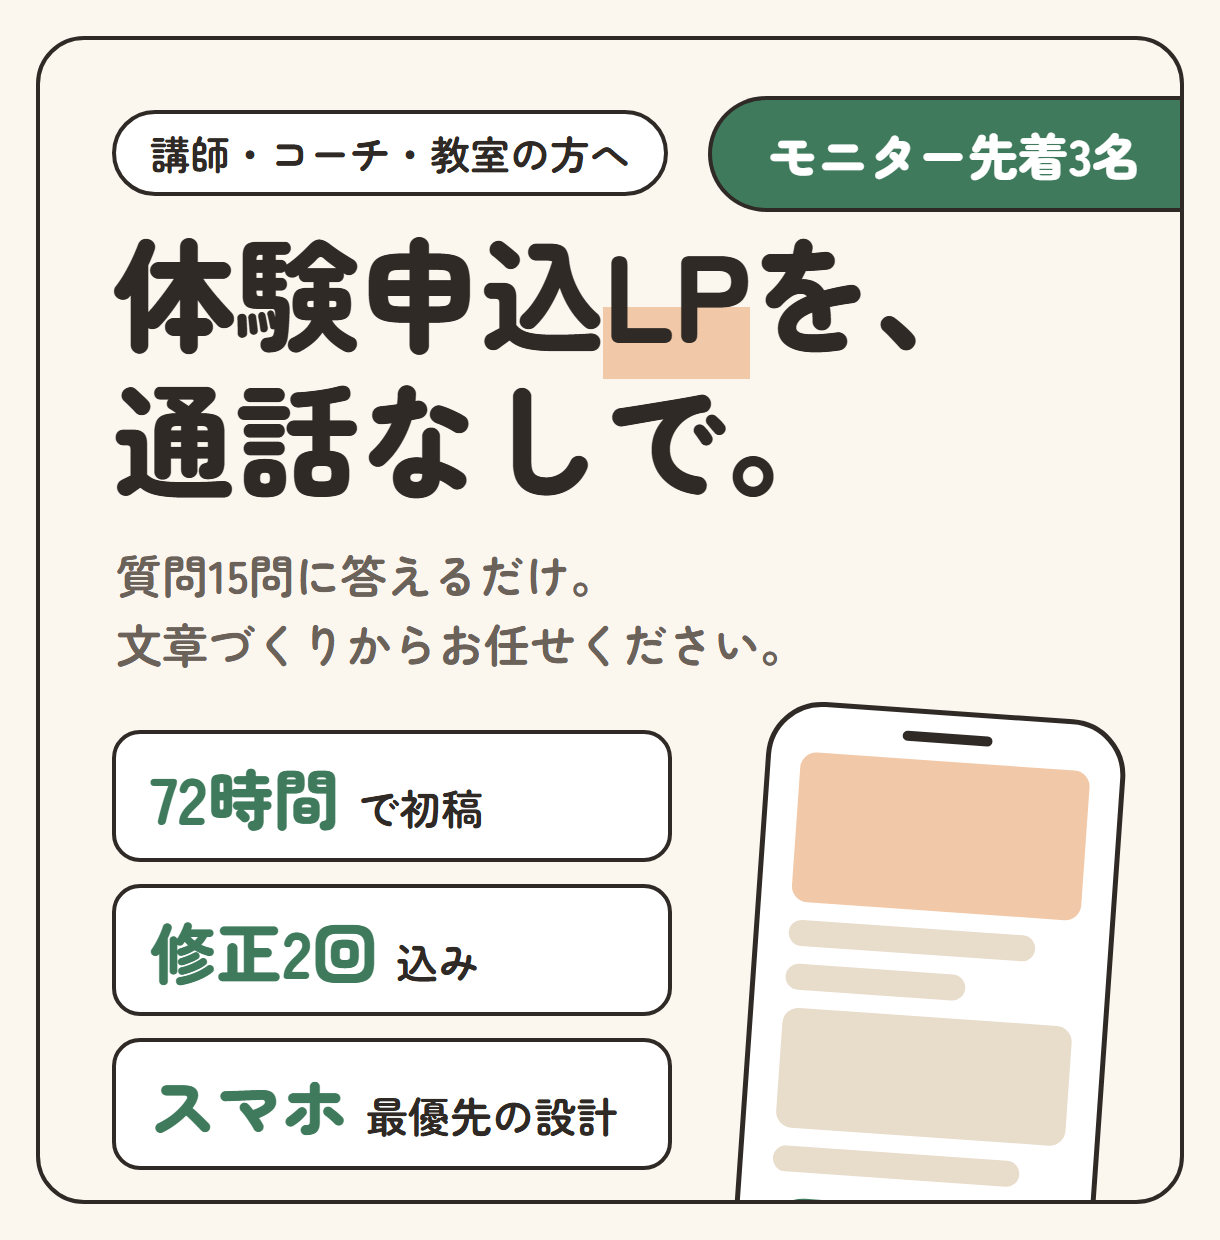 講師・コーチ・教室の方へ
モニター先着3名
体験申込LPを、
通話なしで。
質問15問に答えるだけ。
文章づくりからお任せください。
72時間 で初稿
修正2回 込み
スマホ 最優先の設計